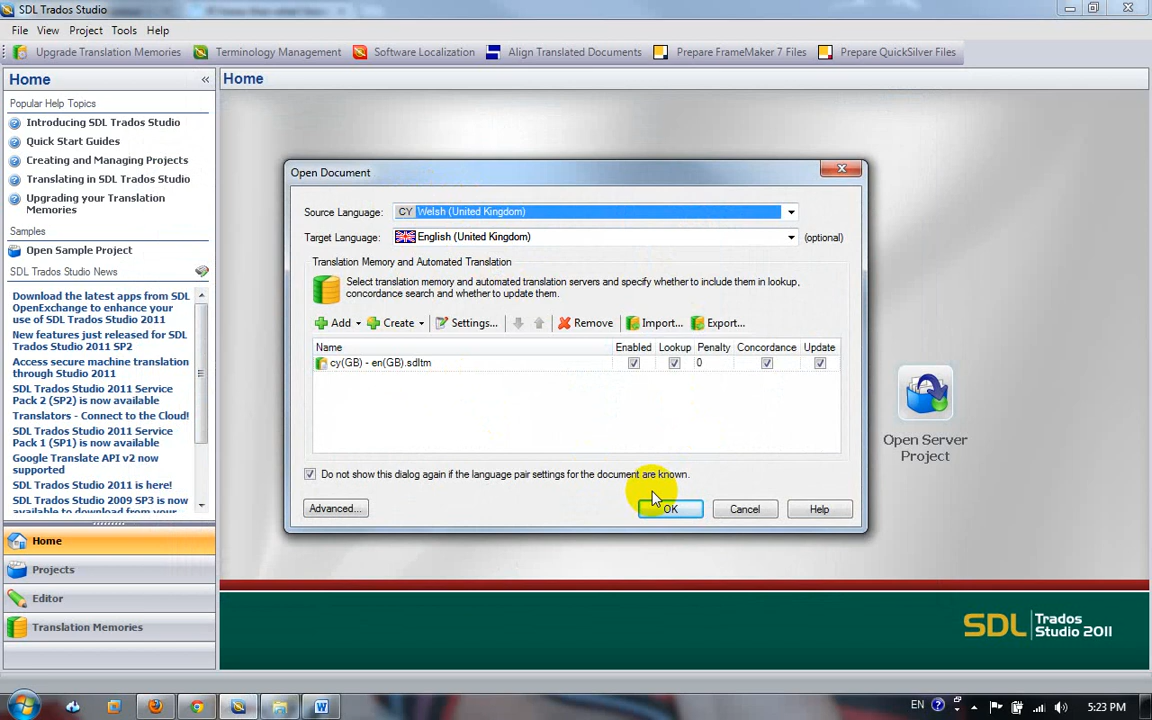 SDL Trados Studio
File View Project Tools Help
Upgrade Translation Memories Terminology Management Software Localization Align Translated Documents Prepare FrameMaker 7 Files Prepare QuickSilver Files
Home
Popular Help Topics
Introducing SDL Trados Studio
Quick Start Guides
Creating and Managing Projects
Translating in SDL Trados Studio
Upgrading your Translation
Memories
Samples
Open Sample Project
SDL Trados Studio News
Download the latest apps from SDL
OpenExchange to enhance your
use of SDL Trados Studio 2011
New features just released for SDL
Trados Studio 2011 SP2
Access secure machine translation
through Studio 2011
SDL Trados Studio 2011 Service
Pack 2 (SP2) is now available
Translators - Connect to the Cloud!
SDL Trados Studio 2011 Service
Pack 1 (SP1) is now available
Google Translate API v2 now
supported
SDL Trados Studio 2011 is here!
SDL Trados Studio 2009 SP3 is now
available to download from your
Home
Projects
Editor
Translation Memories
Home
Open Document
Source Language: CY Welsh (United Kingdom)
Target Language: English (United Kingdom) (optional)
Translation Memory and Automated Translation
Select translation memory and automated translation servers and specify whether to include them in lookup,
concordance search and whether to update them.
Add Create Settings... Remove Import... Export...
Name Enabled Lookup Penalty Concordance Update
cy(GB) - en(GB).sdltm 0
Do not show this dialog again if the language pair settings for the document are known.
Advanced... OK Cancel Help
Open Server
Project
SDL Trados
Studio 2011
EN 5:23 PM